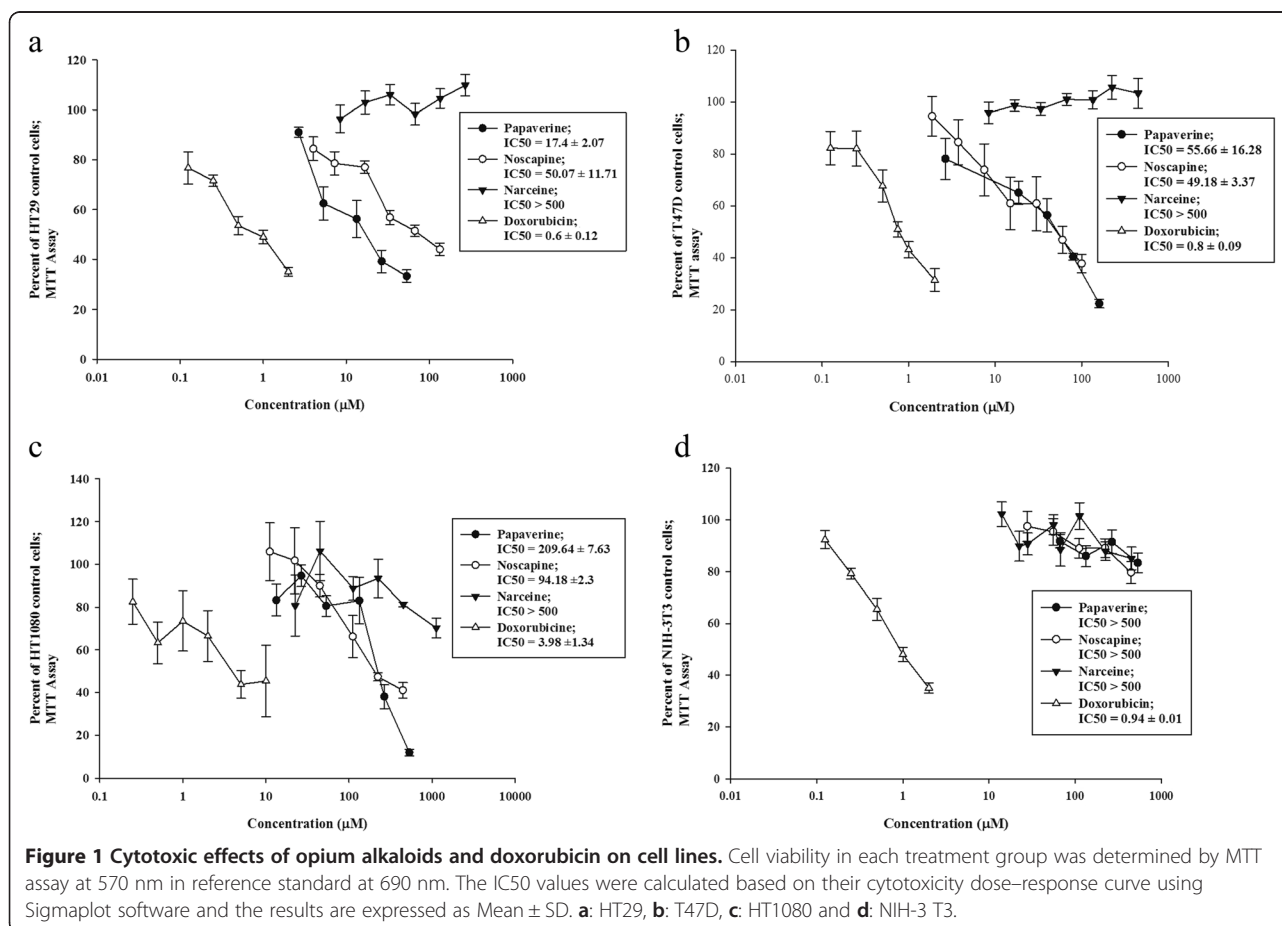 a
120
100
80
60
40
20
0
Percent of HT29 control cells;
MTT Assay
0.01 0.1 1 10 100 1000
Concentration (µM)
Papaverine;
IC50 = 17.4 ± 2.07
Noscapine;
IC50 = 50.07 ± 11.71
Narceine;
IC50 > 500
Doxorubicin;
IC50 = 0.6 ± 0.12
b
120
100
80
60
40
20
0
Percent of T47D control cells;
MTT assay
0.01 0.1 1 10 100 1000
Concentration (µM)
Papaverine;
IC50 = 55.66 ± 16.28
Noscapine;
IC50 = 49.18 ± 3.37
Narceine;
IC50 > 500
Doxorubicin;
IC50 = 0.8 ± 0.09
c
140
120
100
80
60
40
20
0
Percent of HT1080 control cells;
MTT Assay
0.1 1 10 100 1000 10000
Concentration (µM)
Papaverine;
IC50 = 209.64 ± 7.63
Noscapine;
IC50 = 94.18 ±2.3
Narceine;
IC50 > 500
Doxorubicine;
IC50 = 3.98 ±1.34
d
120
100
80
60
40
20
0
Percent of NIH-3T3 control cells;
MTT Assay
0.01 0.1 1 10 100 1000
Concentration (µM)
Papaverine;
IC50 > 500
Noscapine;
IC50 > 500
Narceine;
IC50 > 500
Doxorubicin;
IC50 = 0.94 ± 0.01
Figure 1 Cytotoxic effects of opium alkaloids and doxorubicin on cell lines. Cell viability in each treatment group was determined by MTT
assay at 570 nm in reference standard at 690 nm. The IC50 values were calculated based on their cytotoxicity dose–response curve using
Sigmaplot software and the results are expressed as Mean ± SD. a: HT29, b: T47D, c: HT1080 and d: NIH-3 T3.